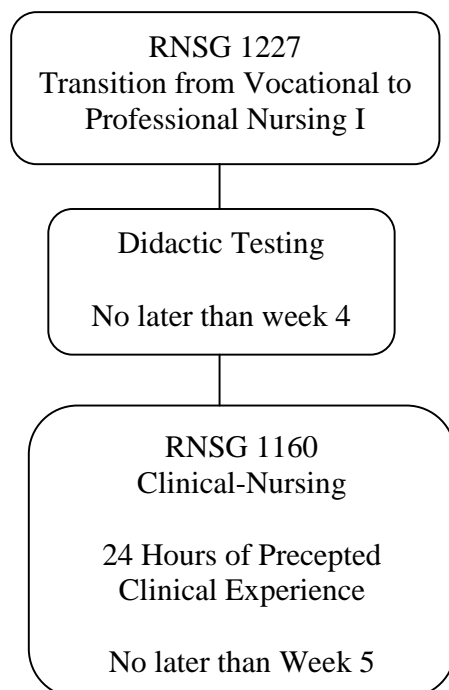 RNSG 1227
Transition from Vocational to
Professional Nursing I
Didactic Testing
No later than week 4
RNSG 1160
Clinical-Nursing
24 Hours of Precepted
Clinical Experience
No later than Week 5